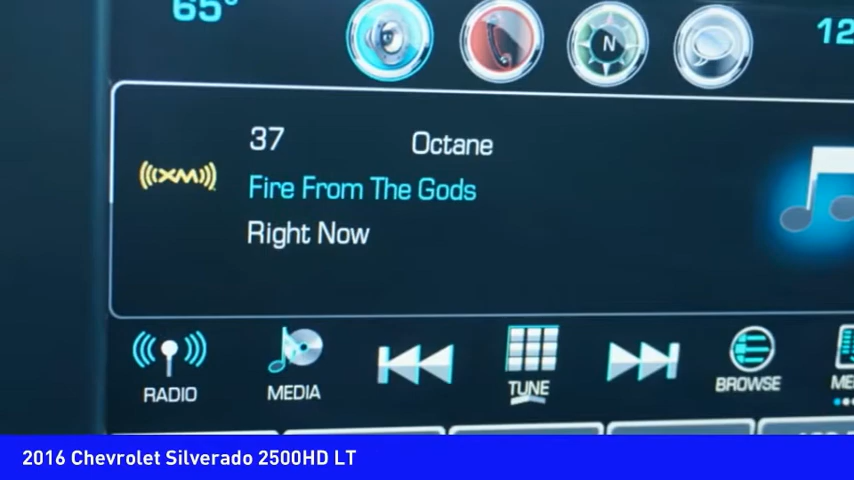 65°
12
N
37 Octane
XM
Fire From The Gods
Right Now
RADIO MEDIA TUNE BROWSE ME
2016 Chevrolet Silverado 2500HD LT